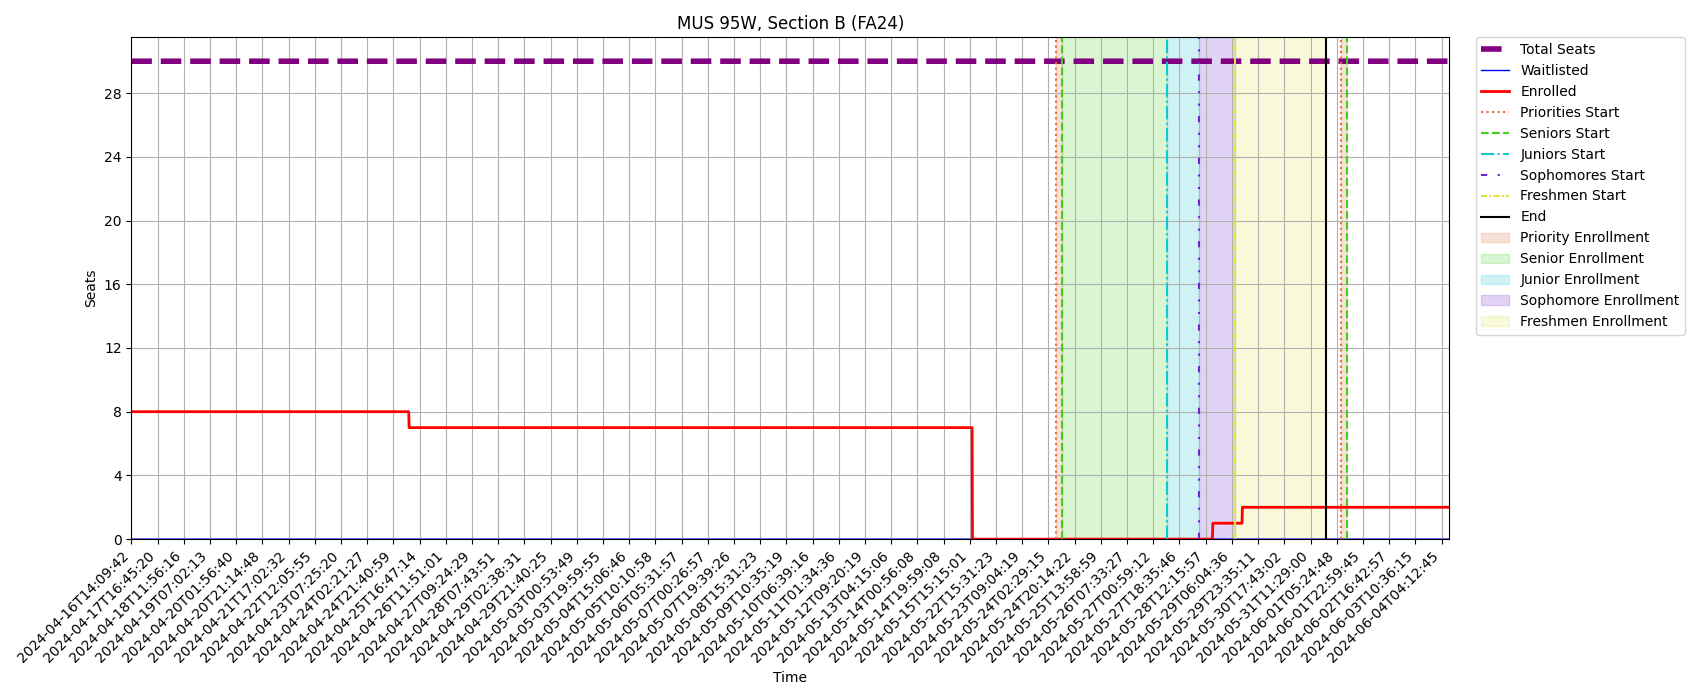 MUS 95W, Section B (FA24)
Seats
28
24
20
16
12
8
4
0
2024-04-16T14:09:42
2024-04-17T16:45:20
2024-04-18T11:56:16
2024-04-19T07:02:13
2024-04-20T01:56:40
2024-04-20T21:14:48
2024-04-21T17:02:32
2024-04-22T12:05:55
2024-04-23T07:25:20
2024-04-24T02:21:27
2024-04-24T21:40:59
2024-04-25T16:47:14
2024-04-26T11:51:01
2024-04-27T09:24:29
2024-04-28T07:43:51
2024-04-29T02:38:31
2024-04-29T21:40:25
2024-05-03T00:53:49
2024-05-03T19:59:55
2024-05-04T15:06:46
2024-05-05T10:10:58
2024-05-06T05:31:57
2024-05-07T00:26:57
2024-05-07T19:39:26
2024-05-08T15:31:23
2024-05-09T10:35:19
2024-05-10T06:39:16
2024-05-11T01:34:36
2024-05-12T09:20:19
2024-05-13T04:15:06
2024-05-14T00:56:08
2024-05-14T19:59:08
2024-05-15T15:15:01
2024-05-22T15:31:23
2024-05-23T09:04:19
2024-05-24T02:29:15
2024-05-24T20:14:22
2024-05-25T13:58:59
2024-05-26T07:33:27
2024-05-27T00:59:12
2024-05-27T18:35:46
2024-05-28T12:15:57
2024-05-29T06:04:36
2024-05-29T23:35:11
2024-05-30T17:43:02
2024-05-31T11:29:00
2024-06-01T05:24:48
2024-06-01T22:59:45
2024-06-02T16:42:57
2024-06-03T10:36:15
2024-06-04T04:12:45
Time
Total Seats
Waitlisted
Enrolled
Priorities Start
Seniors Start
Juniors Start
Sophomores Start
Freshmen Start
End
Priority Enrollment
Senior Enrollment
Junior Enrollment
Sophomore Enrollment
Freshmen Enrollment